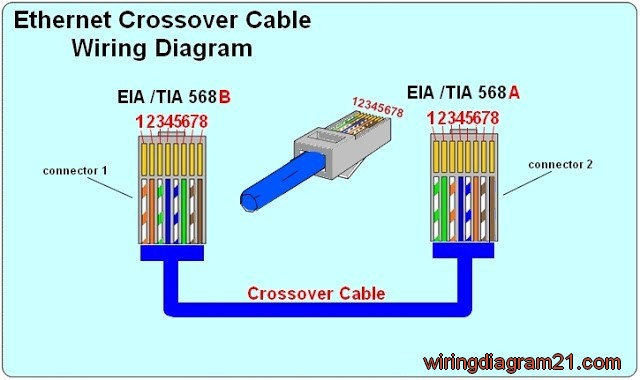 Ethernet Crossover Cable
Wiring Diagram
EIA /TIA 568B
12345678
12345678
EIA /TIA 568A
12345678
connector 1
connector 2
Crossover Cable
wiringdiagram21.com